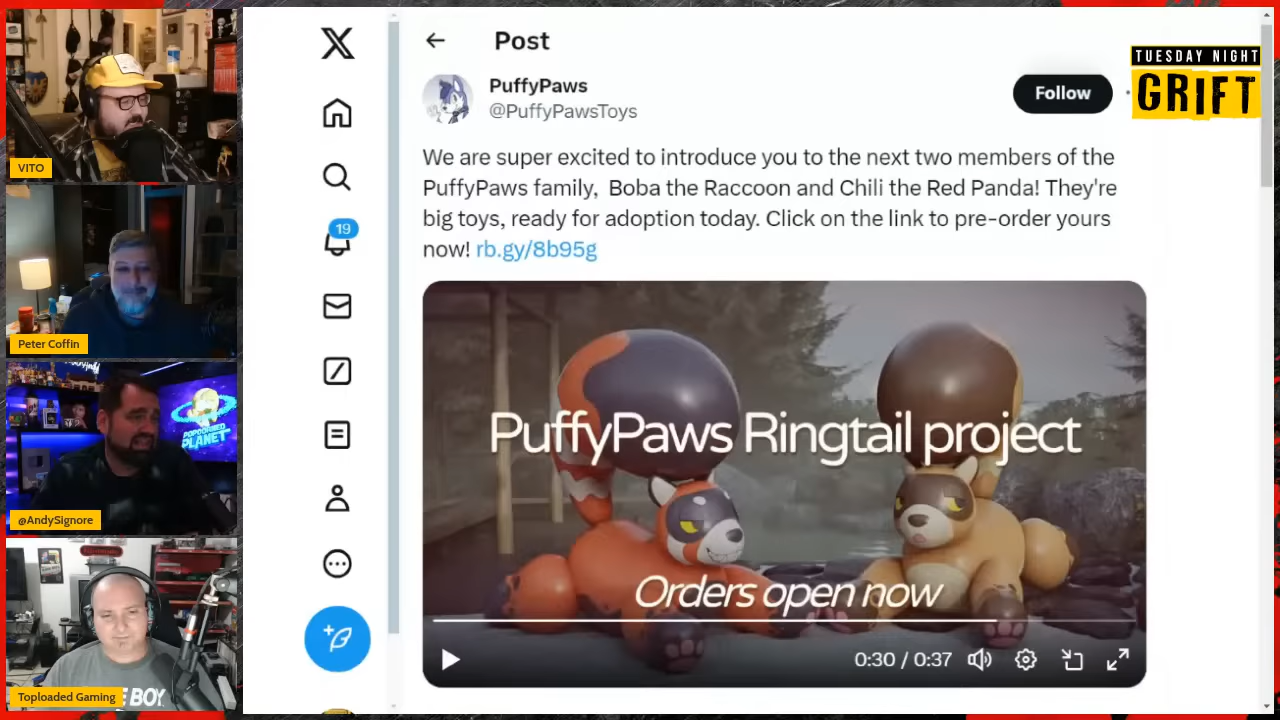 VITO
Peter Coffin
POPCORNED
PLANET
@AndySignore
Toploaded Gaming
E BOY
19
Post
PuffyPaws
@PuffyPawsToys
Follow
TUESDAY NIGHT
GRIFT
We are super excited to introduce you to the next two members of the
PuffyPaws family, Boba the Raccoon and Chili the Red Panda! They're
big toys, ready for adoption today. Click on the link to pre-order yours
now! rb.gy/8b95g
PuffyPaws Ringtail project
Orders open now
0:30 / 0:37